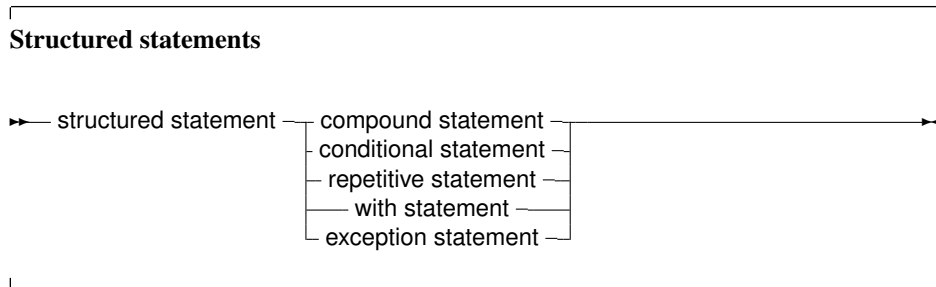 Structured statements
structured statement compound statement
conditional statement
repetitive statement
with statement
exception statement